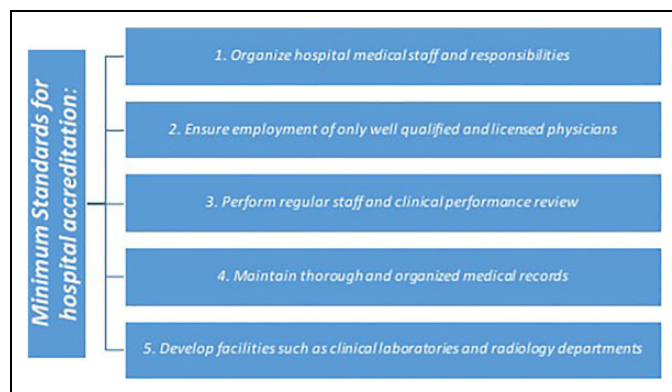 Minimum Standards for
hospital accreditation:
1. Organize hospital medical staff and responsibilities
2. Ensure employment of only well qualified and licensed physicians
3. Perform regular staff and clinical performance review
4. Maintain thorough and organized medical records
5. Develop facilities such as clinical laboratories and radiology departments